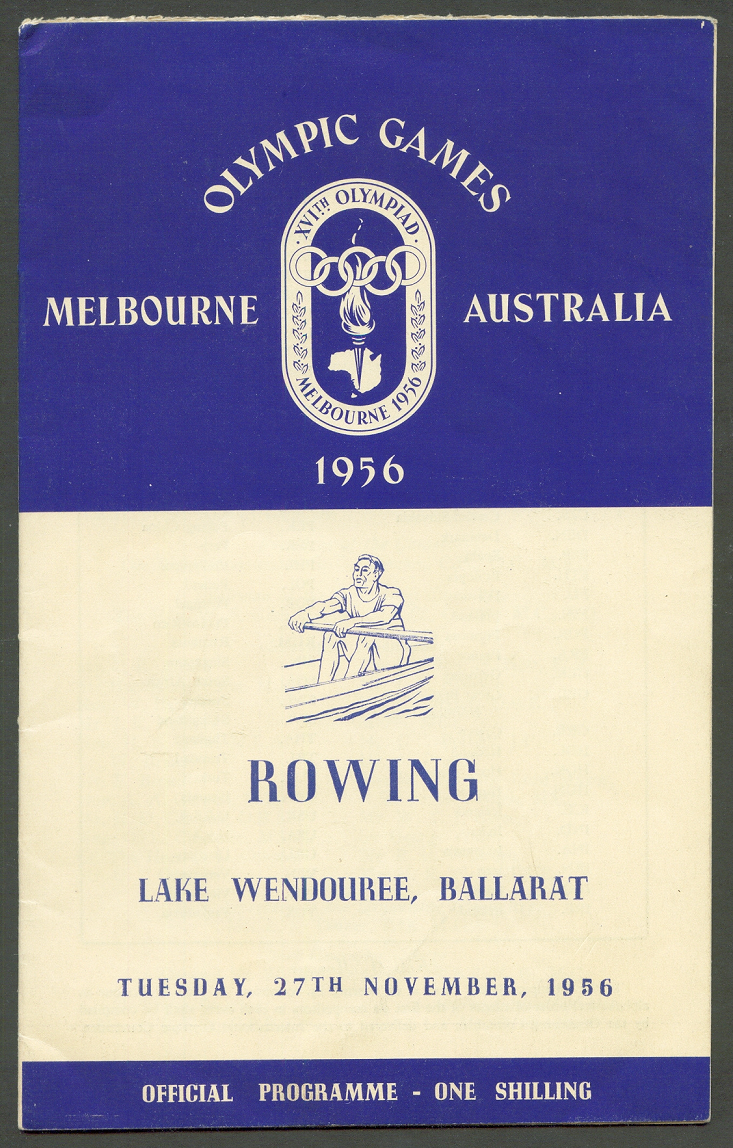 OLYMPIC GAMES
· XVITH OLYMPIAD ·
MELBOURNE AUSTRALIA
MELBOURNE 1956
1956
ROWING
LAKE WENDOUREE, BALLARAT
TUESDAY, 27TH NOVEMBER, 1956
OFFICIAL PROGRAMME - ONE SHILLING